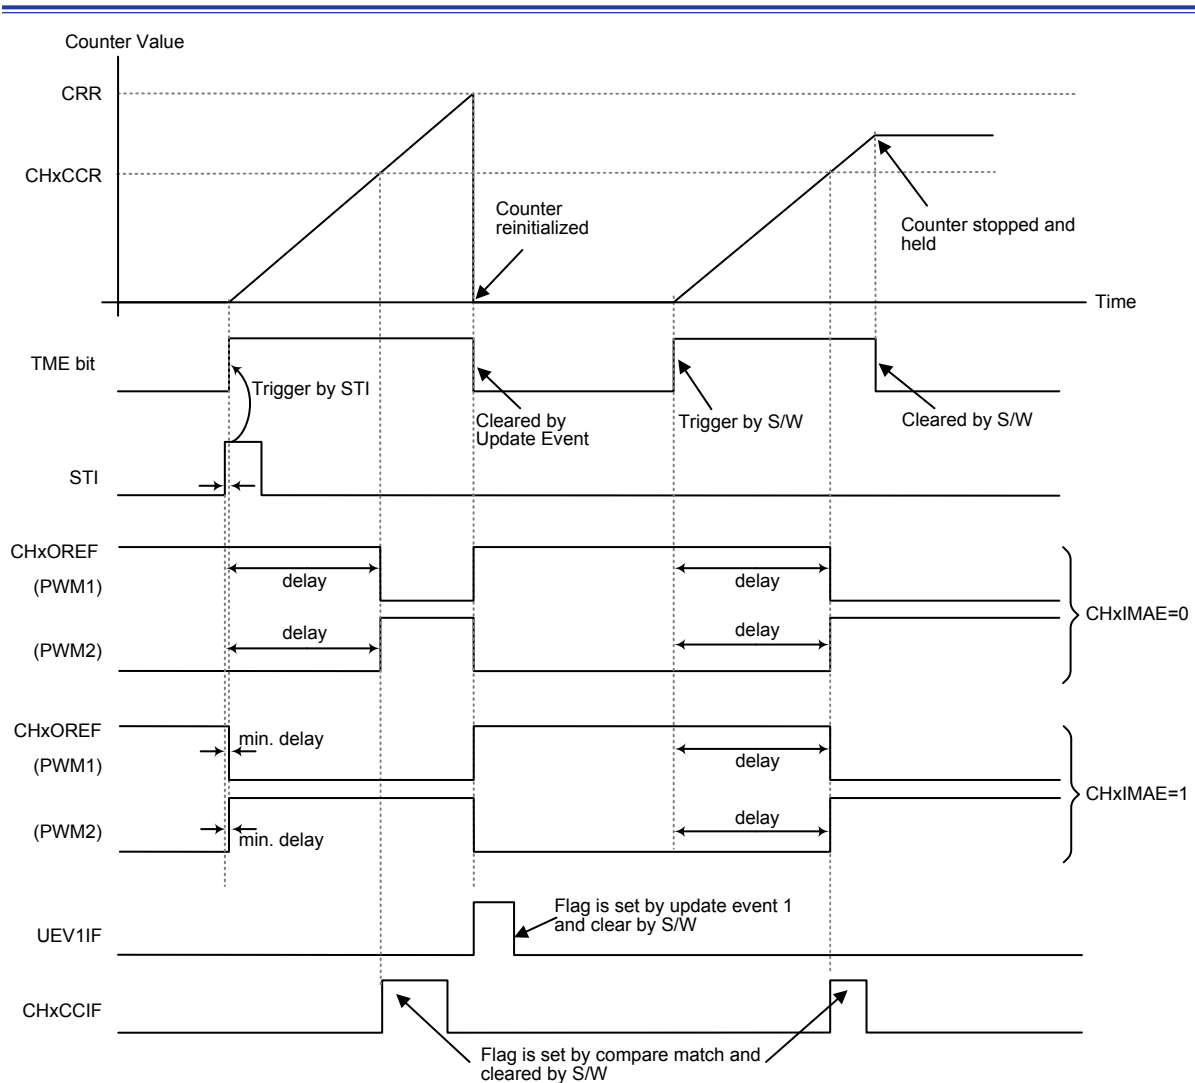 Counter Value
CRR
CHxCCR
Counter
reinitialized
Counter stopped and
held
Time
TME bit
Trigger by STI
Cleared by
Update Event
Trigger by S/W
Cleared by S/W
STI
CHxOREF
(PWM1)
delay
delay
(PWM2)
delay
delay
CHxIMAE=0
CHxOREF
(PWM1)
min. delay
delay
(PWM2)
min. delay
delay
CHxIMAE=1
UEV1IF
Flag is set by update event 1
and clear by S/W
CHxCCIF
Flag is set by compare match and
cleared by S/W